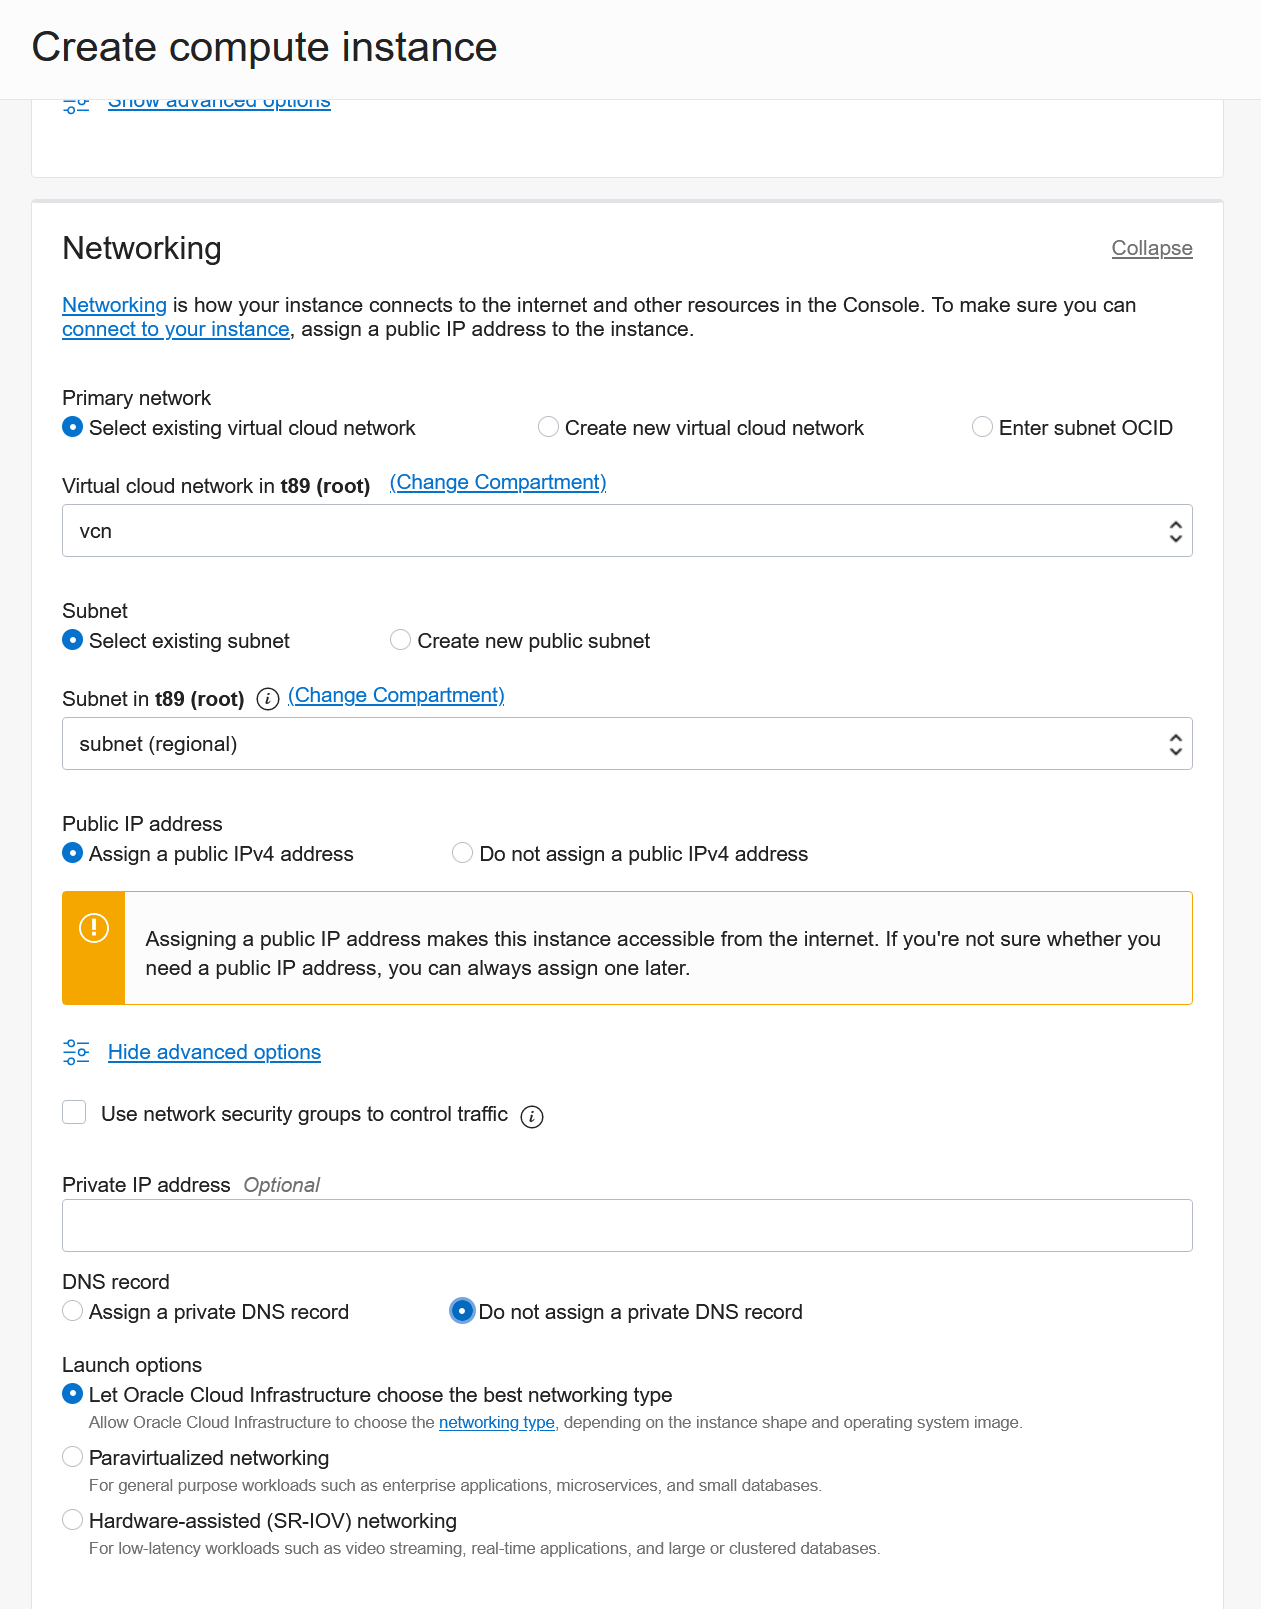 Create compute instance
Show advanced options
Networking
Collapse
Networking is how your instance connects to the internet and other resources in the Console. To make sure you can
connect to your instance, assign a public IP address to the instance.
Primary network
Select existing virtual cloud network
Create new virtual cloud network
Enter subnet OCID
Virtual cloud network in t89 (root) (Change Compartment)
vcn
Subnet
Select existing subnet
Create new public subnet
Subnet in t89 (root) (Change Compartment)
subnet (regional)
Public IP address
Assign a public IPv4 address
Do not assign a public IPv4 address
Assigning a public IP address makes this instance accessible from the internet. If you're not sure whether you
need a public IP address, you can always assign one later.
Hide advanced options
Use network security groups to control traffic
Private IP address Optional
DNS record
Assign a private DNS record
Do not assign a private DNS record
Launch options
Let Oracle Cloud Infrastructure choose the best networking type
Allow Oracle Cloud Infrastructure to choose the networking type, depending on the instance shape and operating system image.
Paravirtualized networking
For general purpose workloads such as enterprise applications, microservices, and small databases.
Hardware-assisted (SR-IOV) networking
For low-latency workloads such as video streaming, real-time applications, and large or clustered databases.